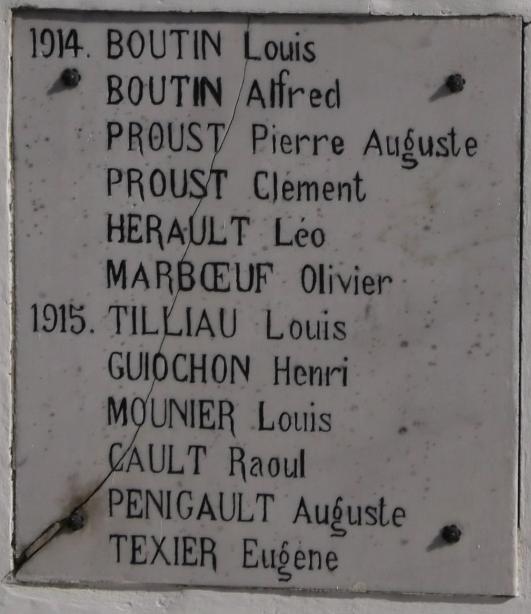 1914. BOUTIN Louis
BOUTIN Alfred
PROUST Pierre Auguste
PROUST Clément
HERAULT Léo
MARBŒUF Olivier
1915. TILLIAU Louis
GUIOCHON Henri
MOUNIER Louis
CAULT Raoul
PENIGAULT Auguste
TEXIER Eugène